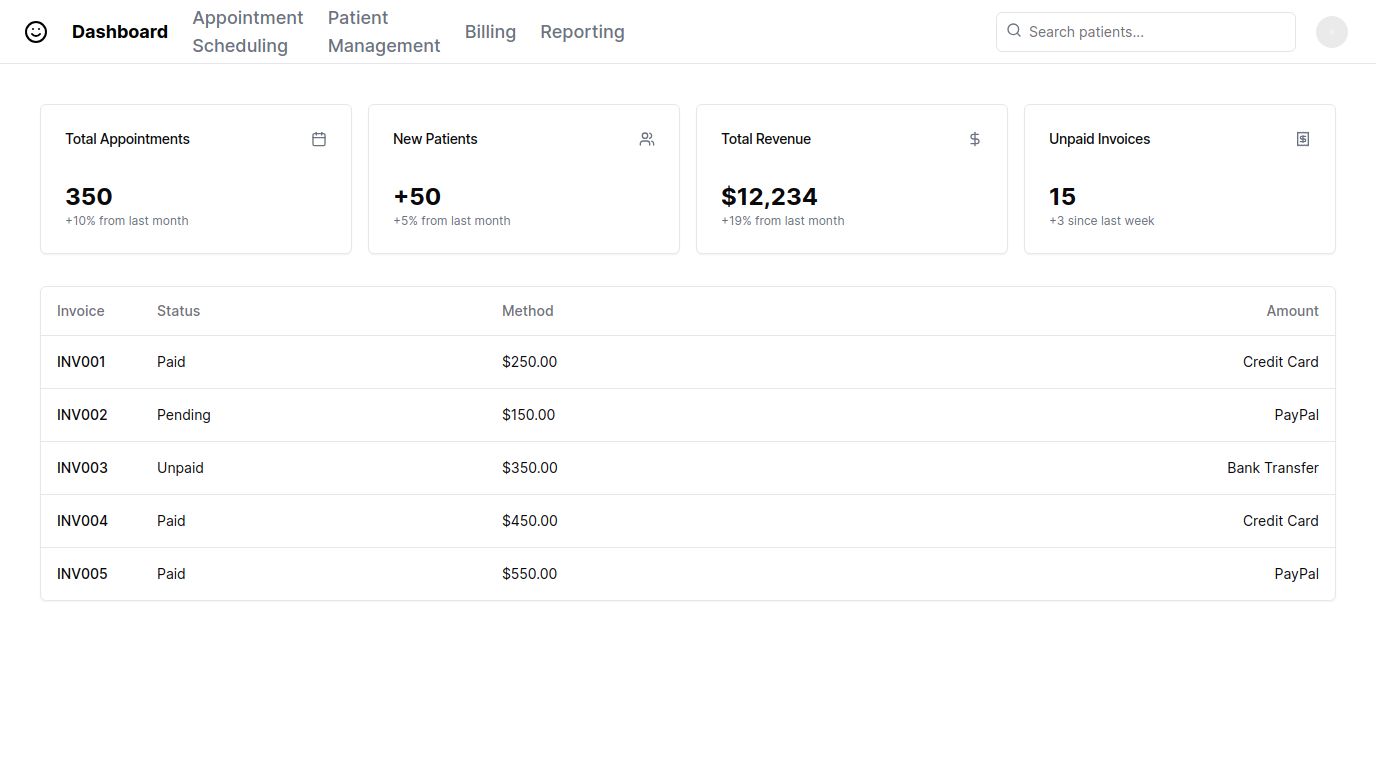 Dashboard
Appointment
Scheduling
Patient
Management
Billing
Reporting
Search patients...
Total Appointments
350
+10% from last month
New Patients
+50
+5% from last month
Total Revenue
$12,234
+19% from last month
Unpaid Invoices
15
+3 since last week
Invoice Status Method Amount
INV001 Paid $250.00 Credit Card
INV002 Pending $150.00 PayPal
INV003 Unpaid $350.00 Bank Transfer
INV004 Paid $450.00 Credit Card
INV005 Paid $550.00 PayPal